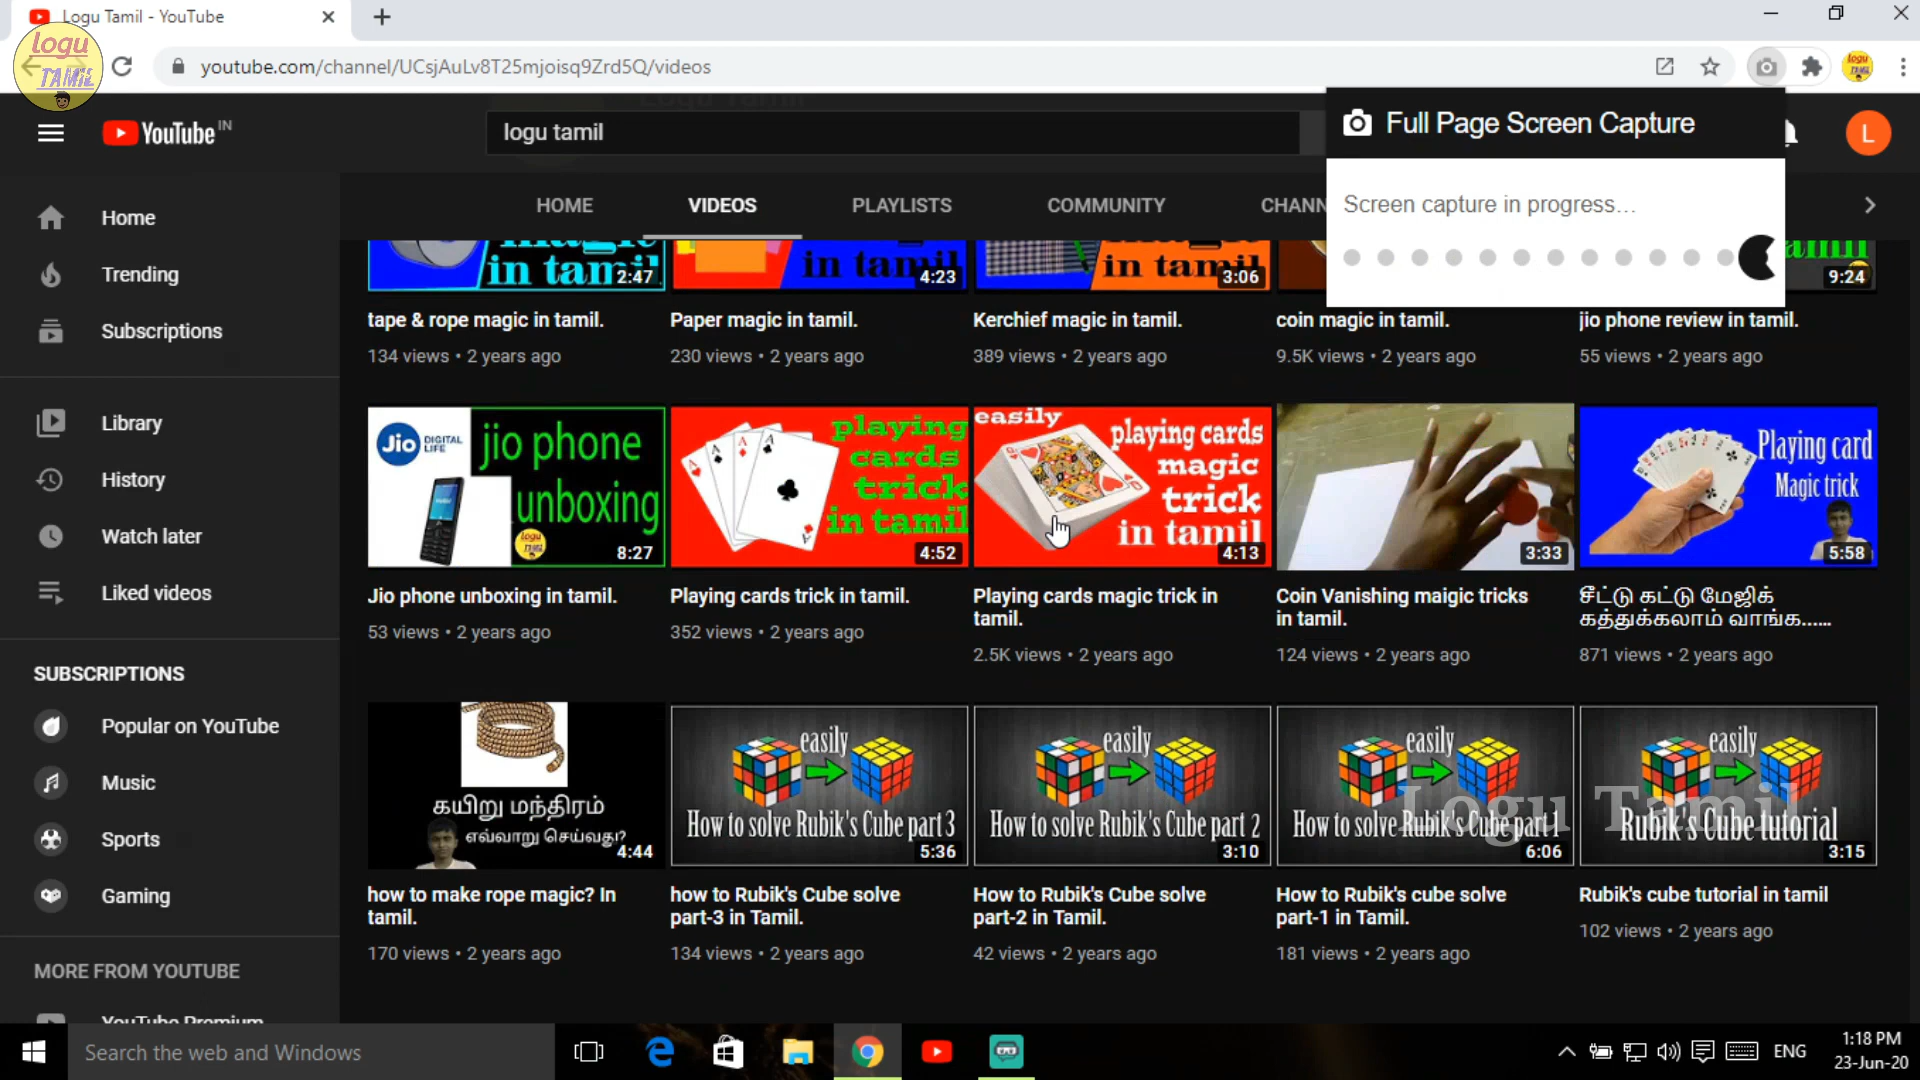 Logu Tamil - YouTube
logu
TAMIL
youtube.com/channel/UCsjAuLv8T25mjoisq9Zrd5Q/videos
YouTube IN
logu tamil
L
Full Page Screen Capture
Screen capture in progress...
HOME
VIDEOS
PLAYLISTS
COMMUNITY
CHANN
Home
Trending
Subscriptions
Library
History
Watch later
Liked videos
SUBSCRIPTIONS
Popular on YouTube
Music
Sports
Gaming
MORE FROM YOUTUBE
YouTube Premium
in tamil
2:47
in tamil
4:23
in tamil
3:06
9:24
tape & rope magic in tamil.
134 views • 2 years ago
Paper magic in tamil.
230 views • 2 years ago
Kerchief magic in tamil.
389 views • 2 years ago
coin magic in tamil.
9.5K views • 2 years ago
jio phone review in tamil.
55 views • 2 years ago
Jio DIGITAL LIFE
jio phone
unboxing
8:27
playing
cards
trick
in tamil
4:52
easily
playing cards
magic
trick
in tamil
4:13
3:33
Playing card
Magic trick
5:58
Jio phone unboxing in tamil.
53 views • 2 years ago
Playing cards trick in tamil.
352 views • 2 years ago
Playing cards magic trick in
tamil.
2.5K views • 2 years ago
Coin Vanishing maigic tricks
in tamil.
124 views • 2 years ago
சீட்டு கட்டு மேஜிக்
கத்துக்கலாம் வாங்க......
871 views • 2 years ago
கயிறு மந்திரம்
எவ்வாறு செய்வது?
4:44
easily
How to solve Rubik's Cube part 3
5:36
easily
How to solve Rubik's Cube part 2
3:10
easily
How to solve Rubik's Cube part 1
6:06
easily
Rubik's Cube tutorial
3:15
Logu Tamil
how to make rope magic? In
tamil.
170 views • 2 years ago
how to Rubik's Cube solve
part-3 in Tamil.
134 views • 2 years ago
How to Rubik's Cube solve
part-2 in Tamil.
42 views • 2 years ago
How to Rubik's cube solve
part-1 in Tamil.
181 views • 2 years ago
Rubik's cube tutorial in tamil
102 views • 2 years ago
Search the web and Windows
ENG
1:18 PM
23-Jun-20